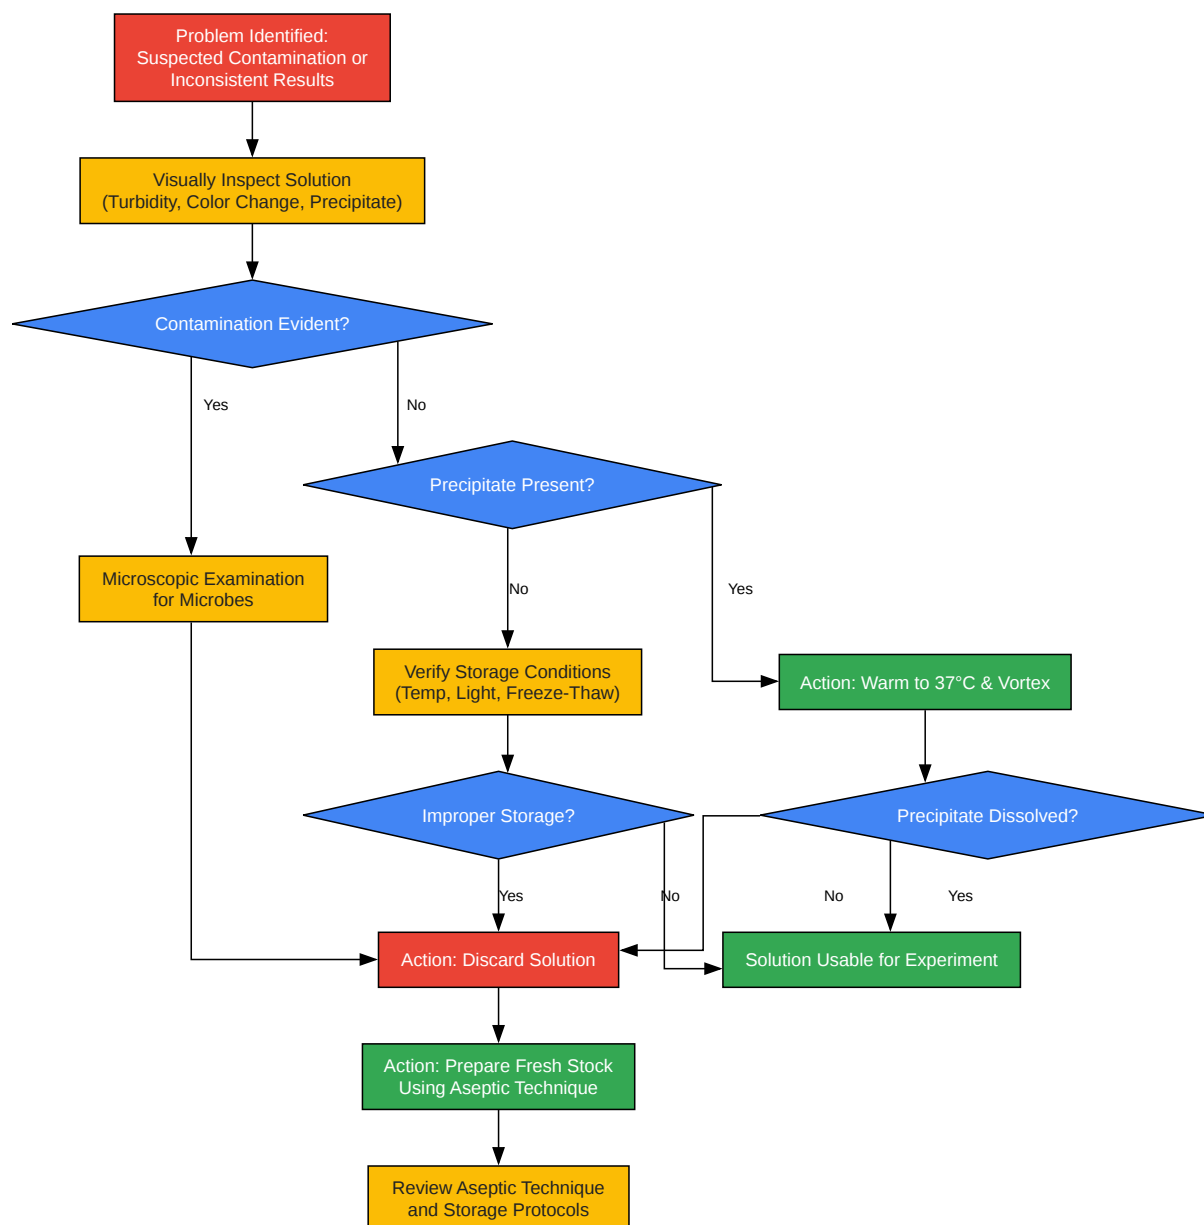 Problem Identified:
Suspected Contamination or
Inconsistent Results
Visually Inspect Solution
(Turbidity, Color Change, Precipitate)
Contamination Evident?
Yes
No
Precipitate Present?
Microscopic Examination
for Microbes
No
Yes
Verify Storage Conditions
(Temp, Light, Freeze-Thaw)
Action: Warm to 37°C & Vortex
Improper Storage?
Precipitate Dissolved?
Yes
No
No
Yes
Action: Discard Solution
Solution Usable for Experiment
Action: Prepare Fresh Stock
Using Aseptic Technique
Review Aseptic Technique
and Storage Protocols